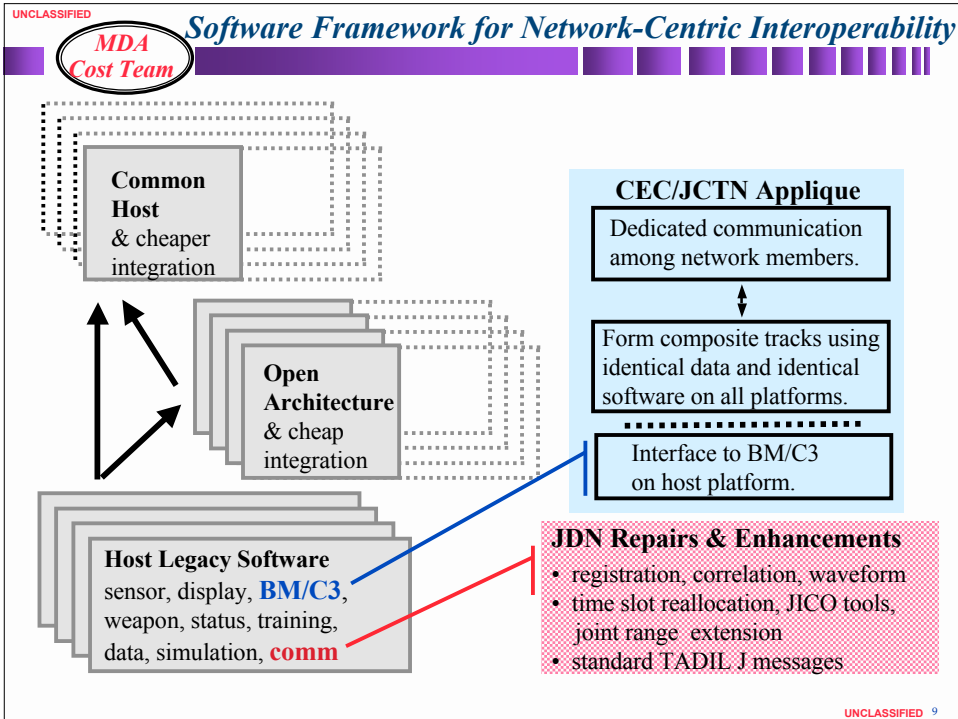 UNCLASSIFIED
Software Framework for Network-Centric Interoperability
MDA
Cost Team
Common
Host
& cheaper
integration
Open
Architecture
& cheap
integration
Host Legacy Software
sensor, display, BM/C3,
weapon, status, training,
data, simulation, comm
CEC/JCTN Applique
Dedicated communication
among network members.
Form composite tracks using
identical data and identical
software on all platforms.
Interface to BM/C3
on host platform.
JDN Repairs & Enhancements
• registration, correlation, waveform
• time slot reallocation, JICO tools,
joint range extension
• standard TADIL J messages
UNCLASSIFIED 9